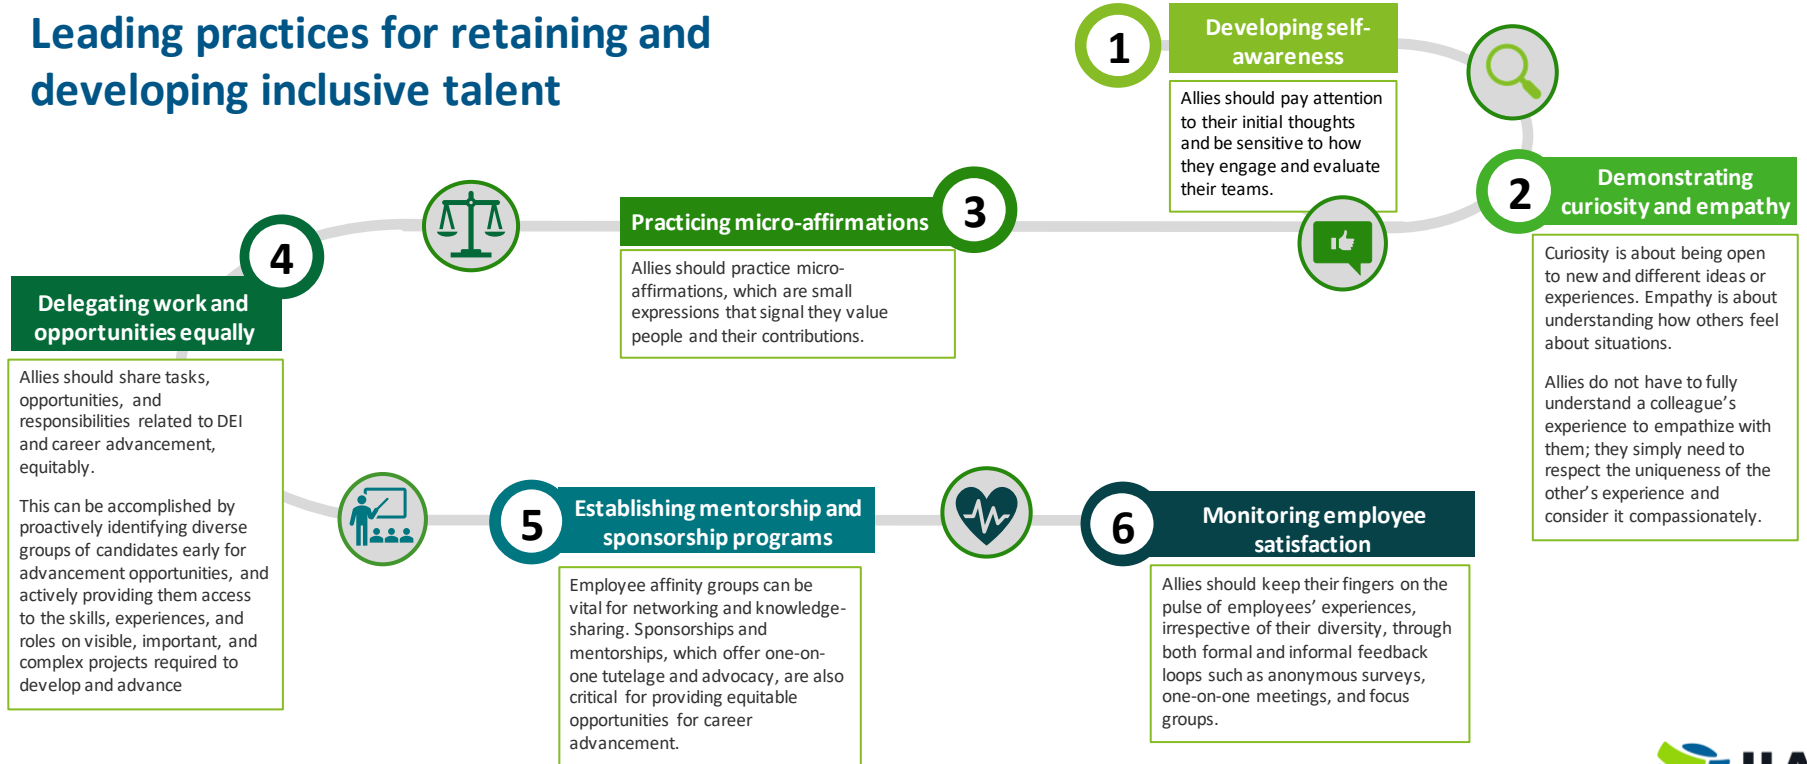 Leading practices for retaining and
developing inclusive talent
1
Developing self-
awareness
Allies should pay attention
to their initial thoughts
and be sensitive to how
they engage and evaluate
their teams.
2
Demonstrating
curiosity and empathy
Curiosity is about being open
to new and different ideas or
experiences. Empathy is about
understanding how others feel
about situations.
Allies do not have to fully
understand a colleague's
experience to empathize with
them; they simply need to
respect the uniqueness of the
other's experience and
consider it compassionately.
3
Practicing micro-affirmations
Allies should practice micro-
affirmations, which are small
expressions that signal they value
people and their contributions.
4
Delegating work and
opportunities equally
Allies should share tasks,
opportunities, and
responsibilities related to DEI
and career advancement,
equitably.
This can be accomplished by
proactively identifying diverse
groups of candidates early for
advancement opportunities, and
actively providing them access
to the skills, experiences, and
roles on visible, important, and
complex projects required to
develop and advance
5
Establishing mentorship and
sponsorship programs
Employee affinity groups can be
vital for networking and knowledge-
sharing. Sponsorships and
mentorships, which offer one-on-
one tutelage and advocacy, are also
critical for providing equitable
opportunities for career
advancement.
6
Monitoring employee
satisfaction
Allies should keep their fingers on the
pulse of employees' experiences,
irrespective of their diversity, through
both formal and informal feedback
loops such as anonymous surveys,
one-on-one meetings, and focus
groups.